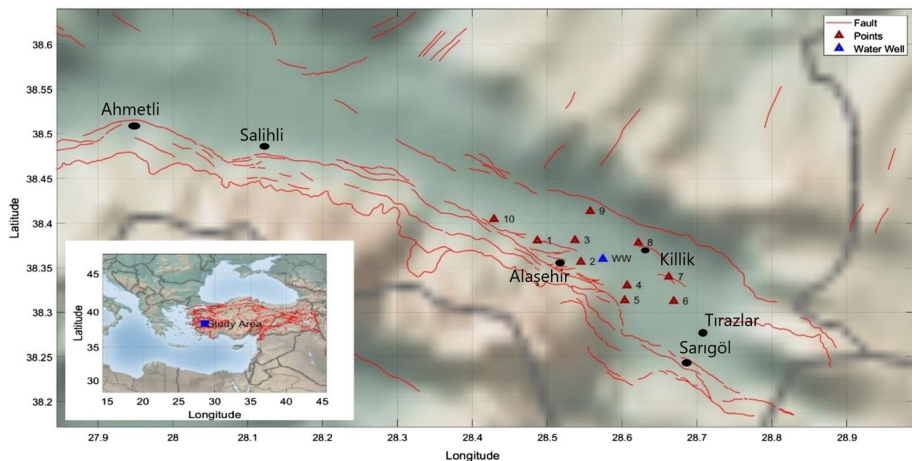 Fault
Points
Water Well
38.6
38.55
38.5
38.45
38.4
38.35
38.3
38.25
38.2
Latitude
Ahmetli
Salihli
10
9
1
3
8
2
WW
Killik
Alaşehir
7
4
5
6
Tırazlar
Sarıgöl
45
40
35
30
Latitude
Study Area
15
20
25
30
35
40
45
Longitude
27.9
28
28.1
28.2
28.3
28.4
28.5
28.6
28.7
28.8
28.9
Longitude